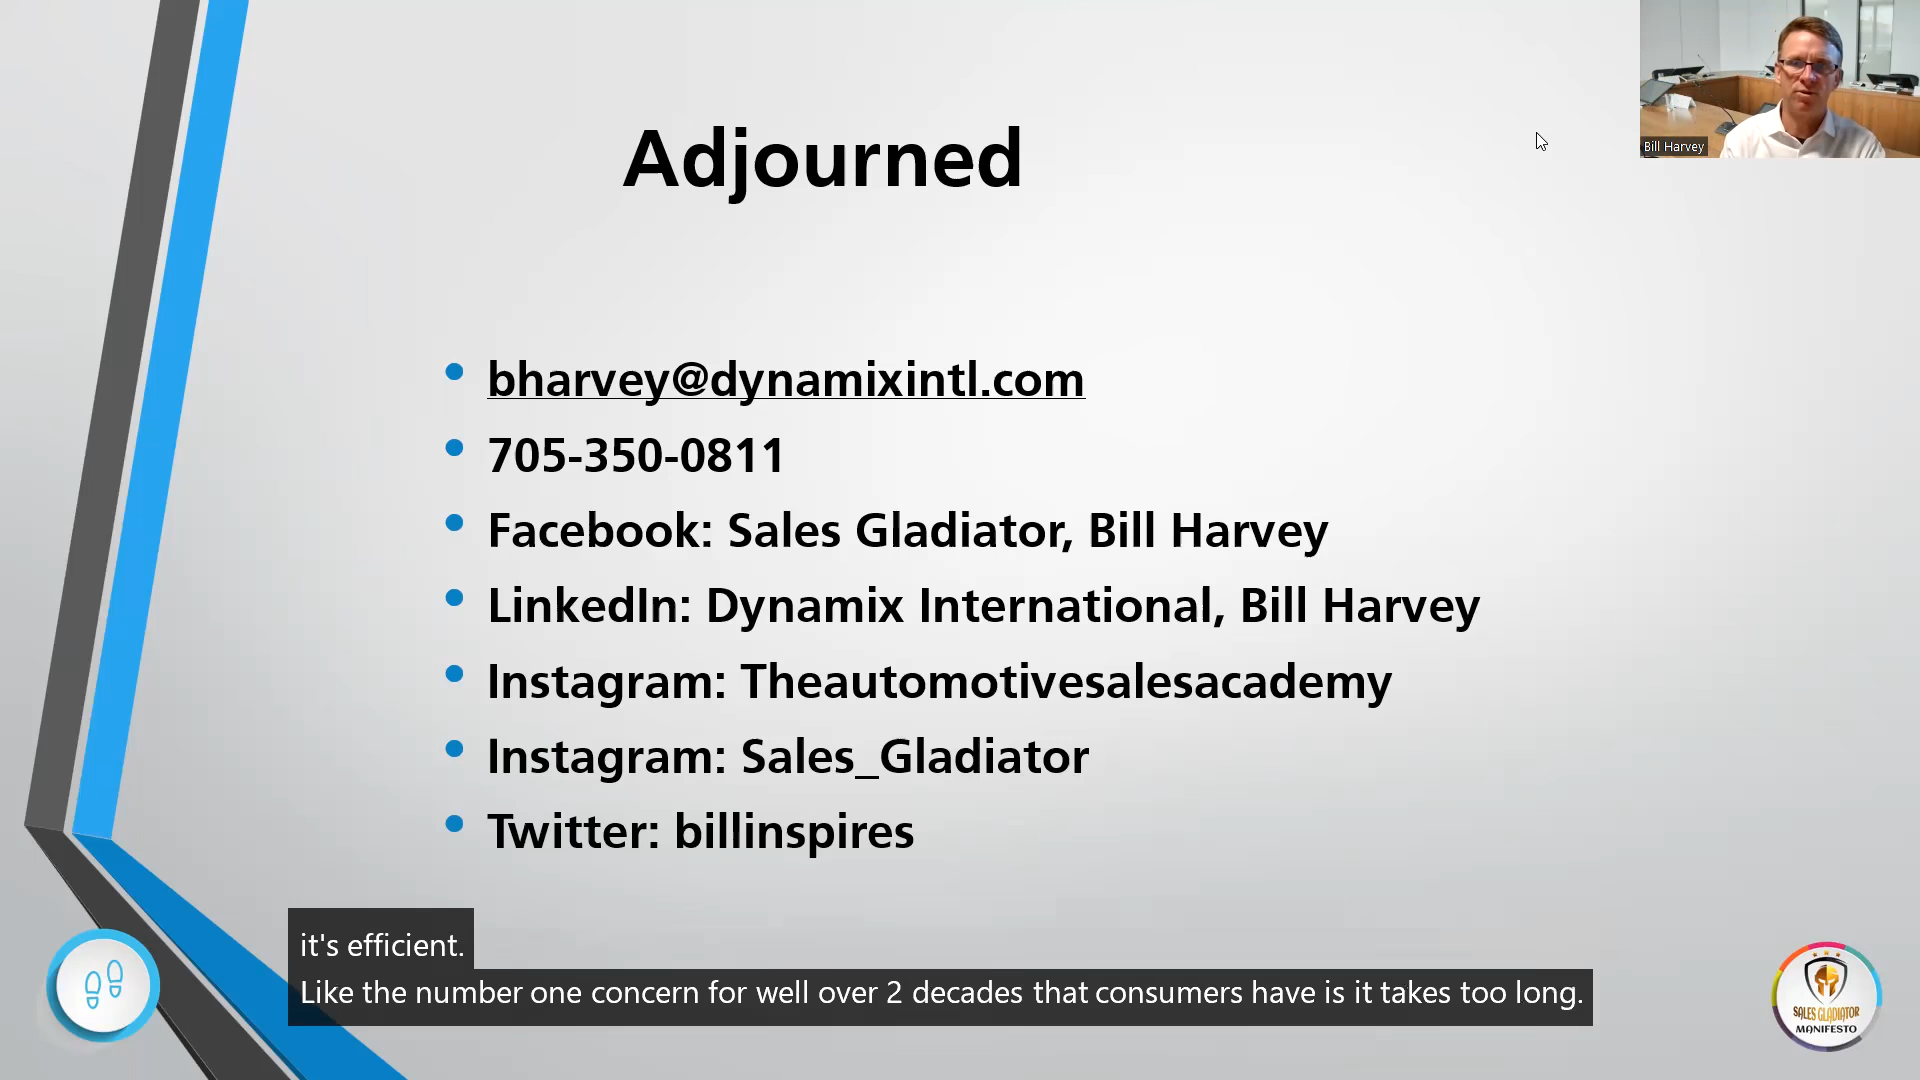 Adjourned
Bill Harvey
bharvey@dynamixintl.com
705-350-0811
Facebook: Sales Gladiator, Bill Harvey
LinkedIn: Dynamix International, Bill Harvey
Instagram: Theautomotivesalesacademy
Instagram: Sales_Gladiator
Twitter: billinspires
it's efficient.
Like the number one concern for well over 2 decades that consumers have is it takes too long.
SALES GLADIATOR
MANIFESTO